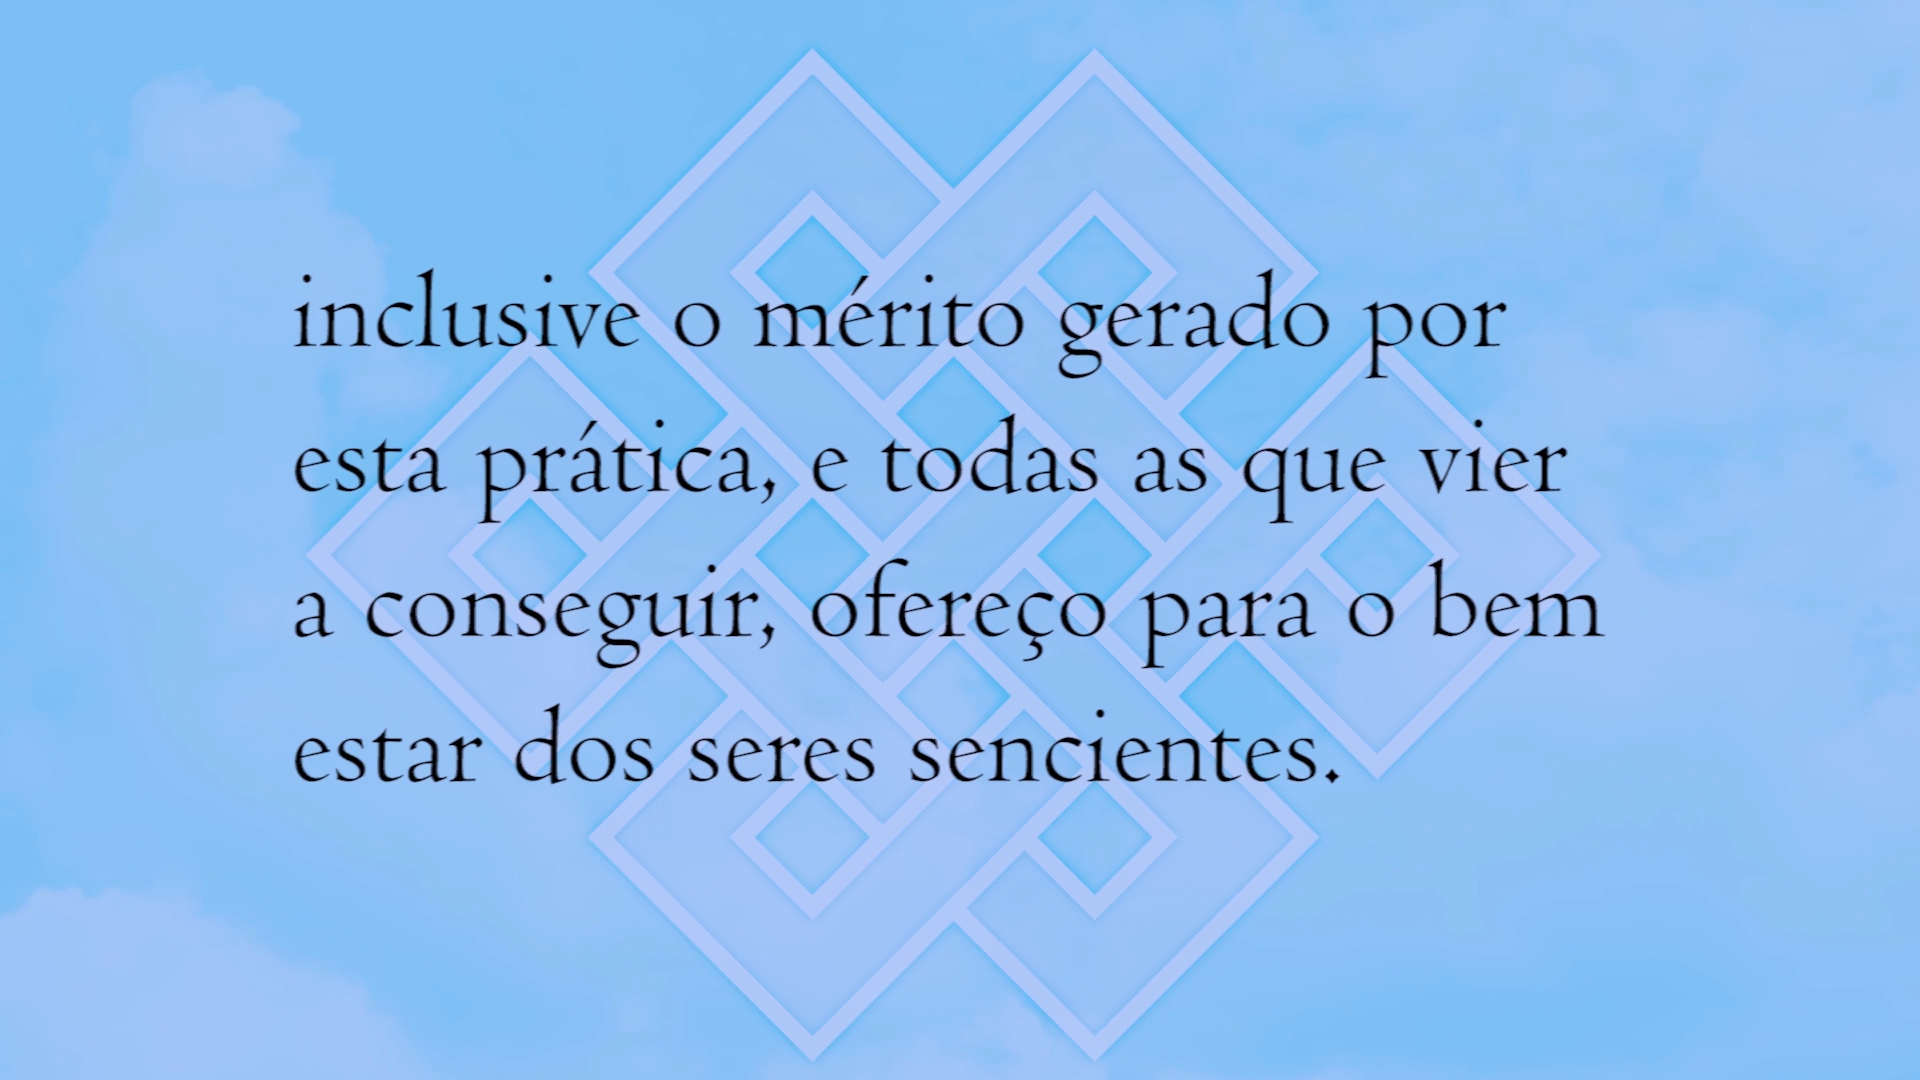 inclusive o mérito gerado por
esta prática, e todas as que vier
a conseguir, ofereço para o bem
estar dos seres sencientes.